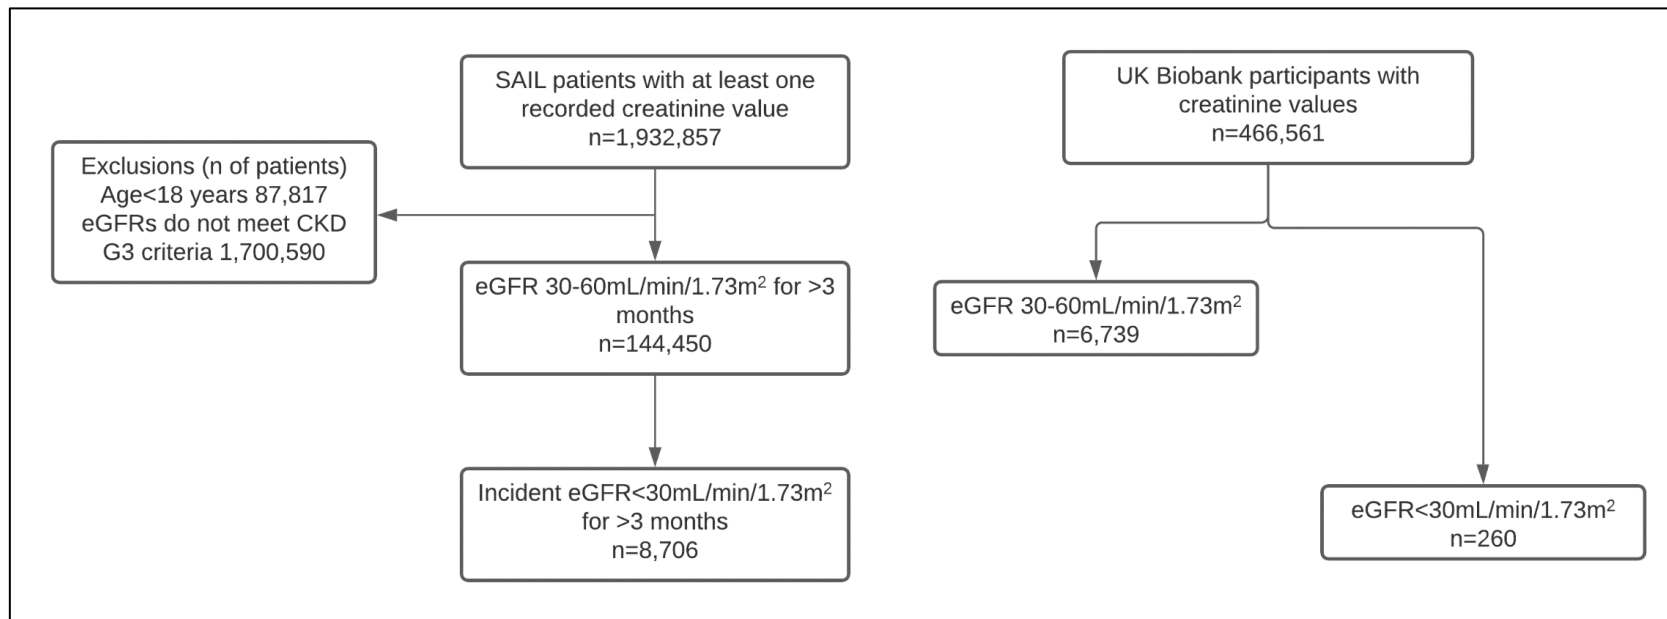 SAIL patients with at least one
recorded creatinine value
n=1,932,857
Exclusions (n of patients)
Age<18 years 87,817
eGFRs do not meet CKD
G3 criteria 1,700,590
eGFR 30-60mL/min/1.73m² for >3
months
n=144,450
Incident eGFR<30mL/min/1.73m²
for >3 months
n=8,706
UK Biobank participants with
creatinine values
n=466,561
eGFR 30-60mL/min/1.73m²
n=6,739
eGFR<30mL/min/1.73m²
n=260